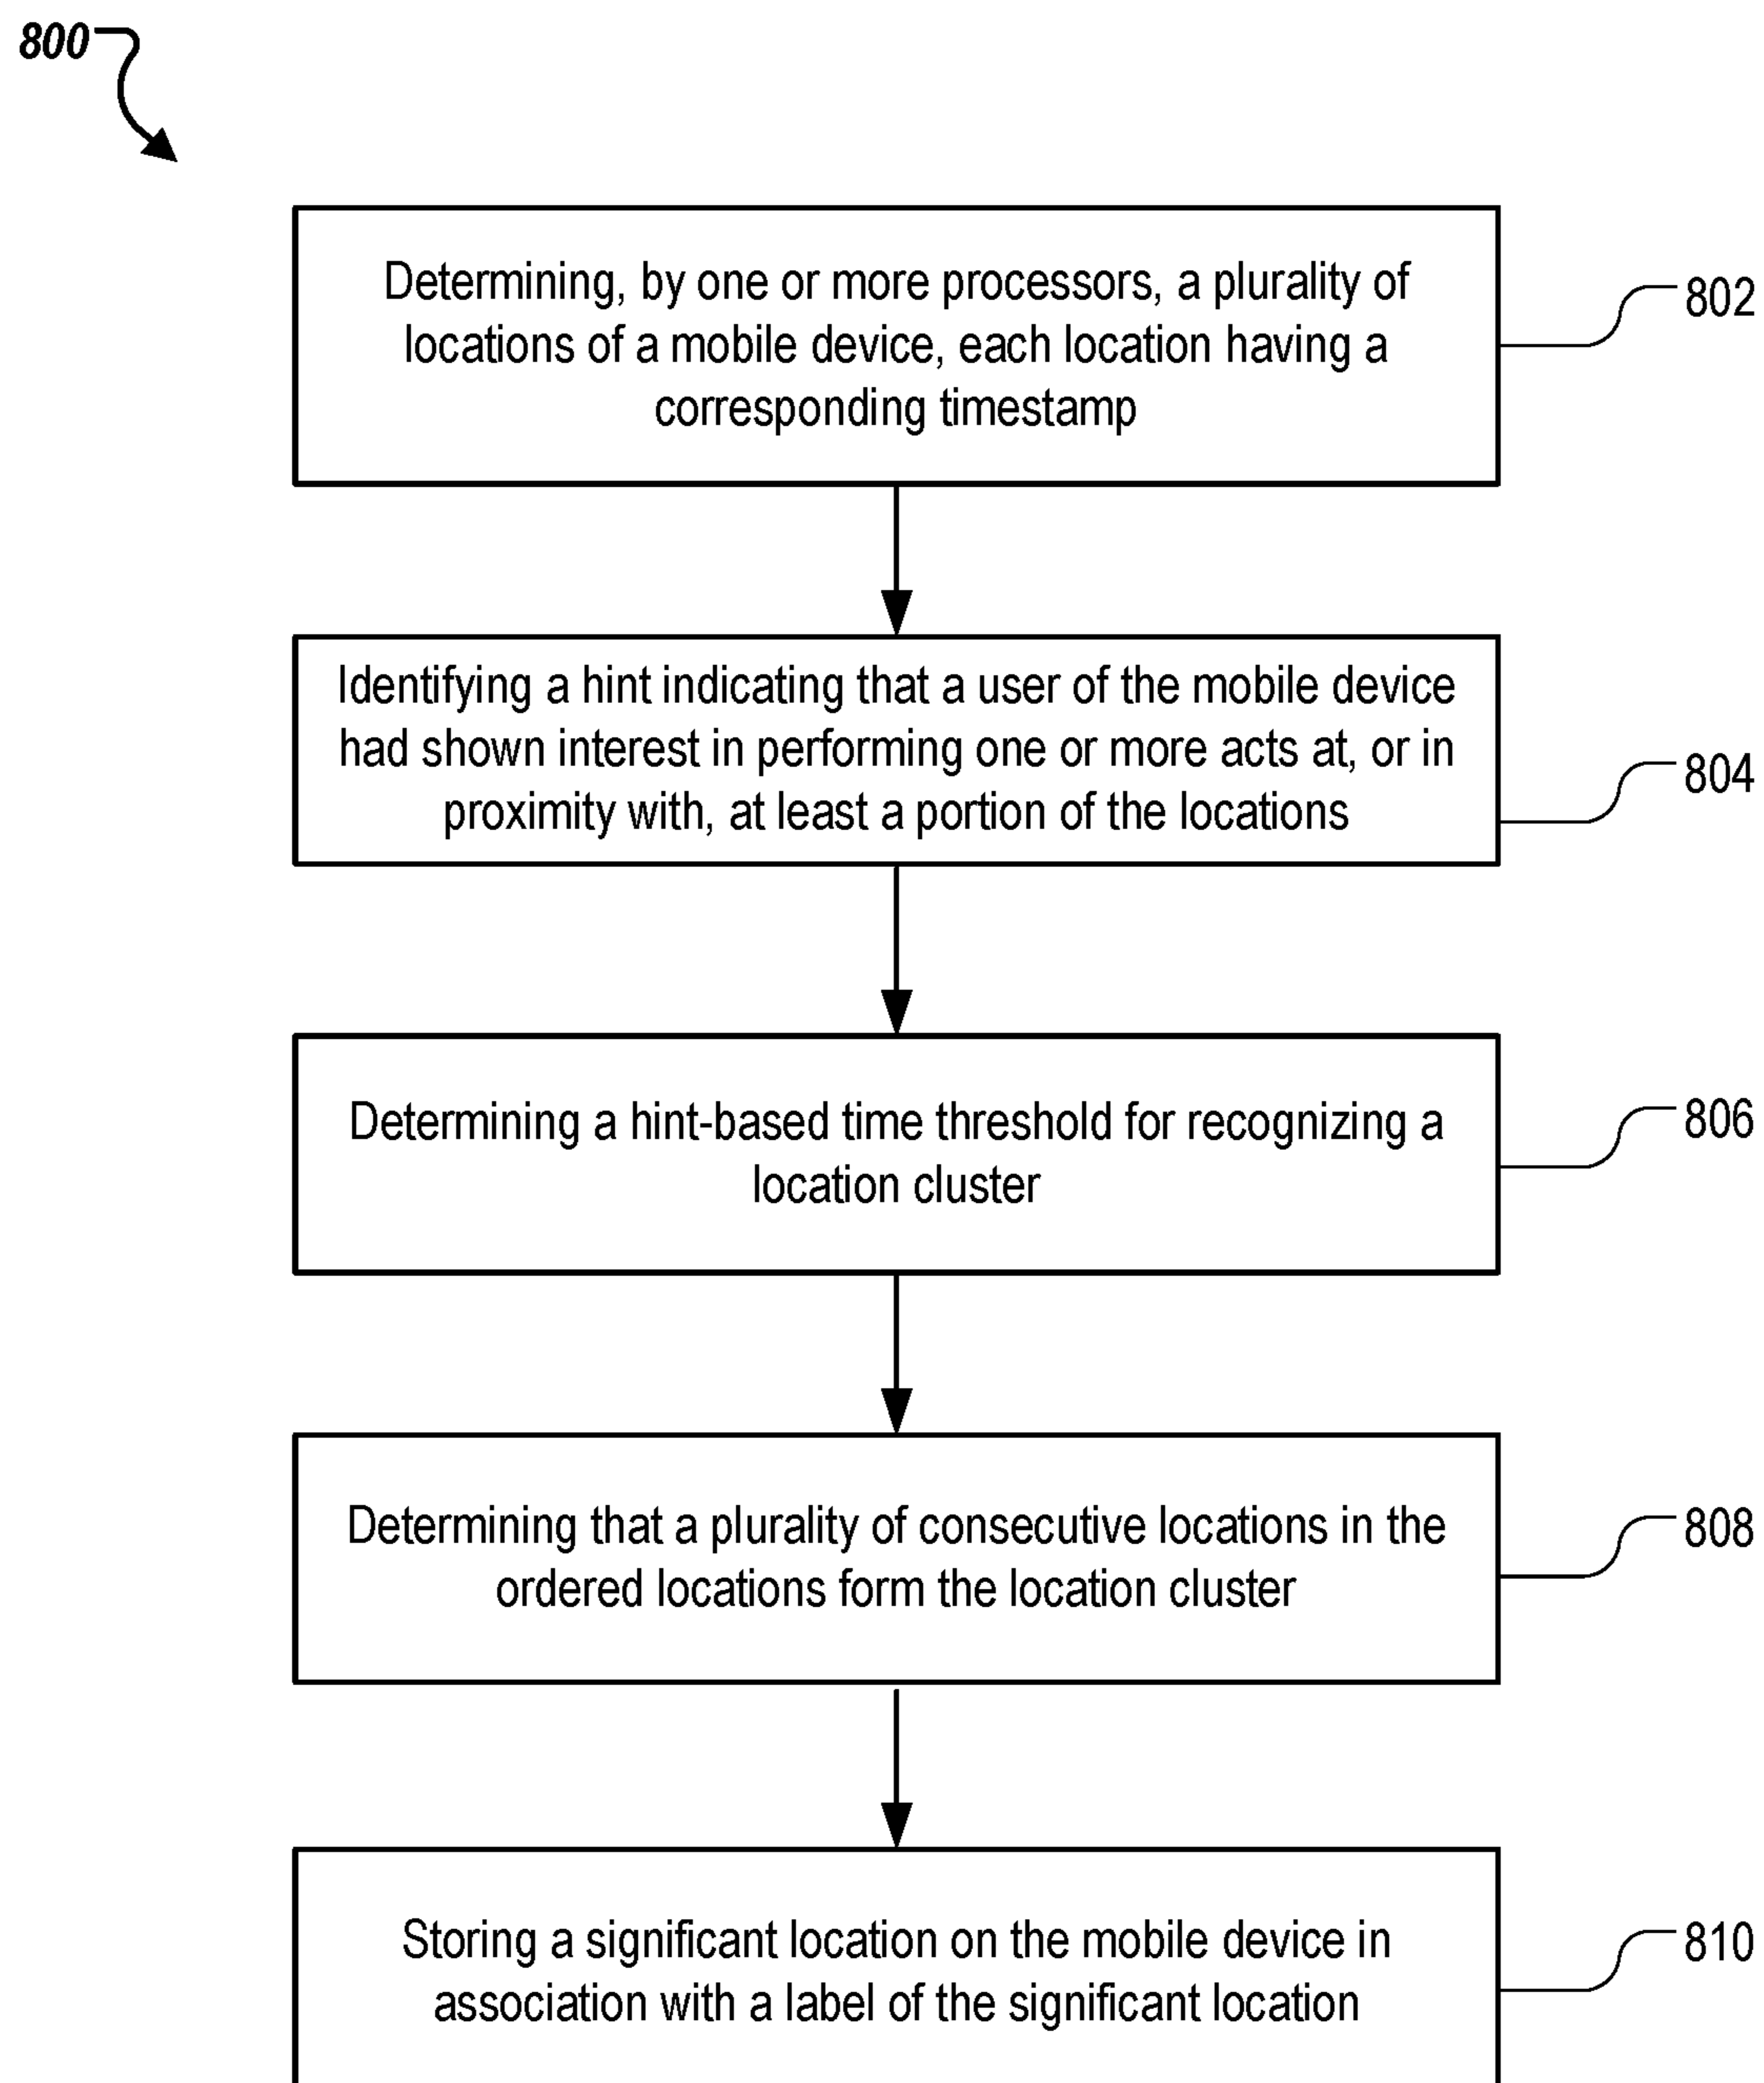 800
Determining, by one or more processors, a plurality of
locations of a mobile device, each location having a
corresponding timestamp
802
Identifying a hint indicating that a user of the mobile device
had shown interest in performing one or more acts at, or in
proximity with, at least a portion of the locations
804
Determining a hint-based time threshold for recognizing a
location cluster
806
Determining that a plurality of consecutive locations in the
ordered locations form the location cluster
808
Storing a significant location on the mobile device in
association with a label of the significant location
810